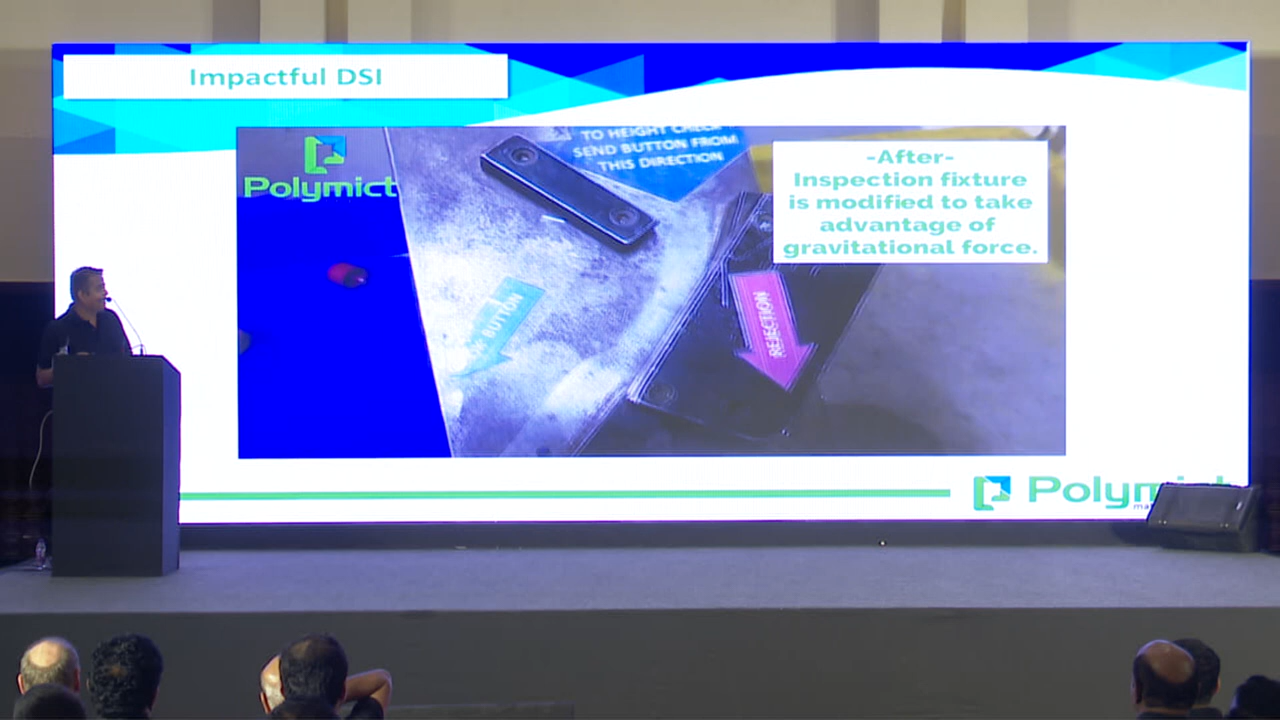 Impactful DSI
Polymict
TO HEIGHT CHECK
SEND BUTTON FROM
THIS DIRECTION
-After-
Inspection fixture
is modified to take
advantage of
gravitational force.
BUTTON
REJECTION